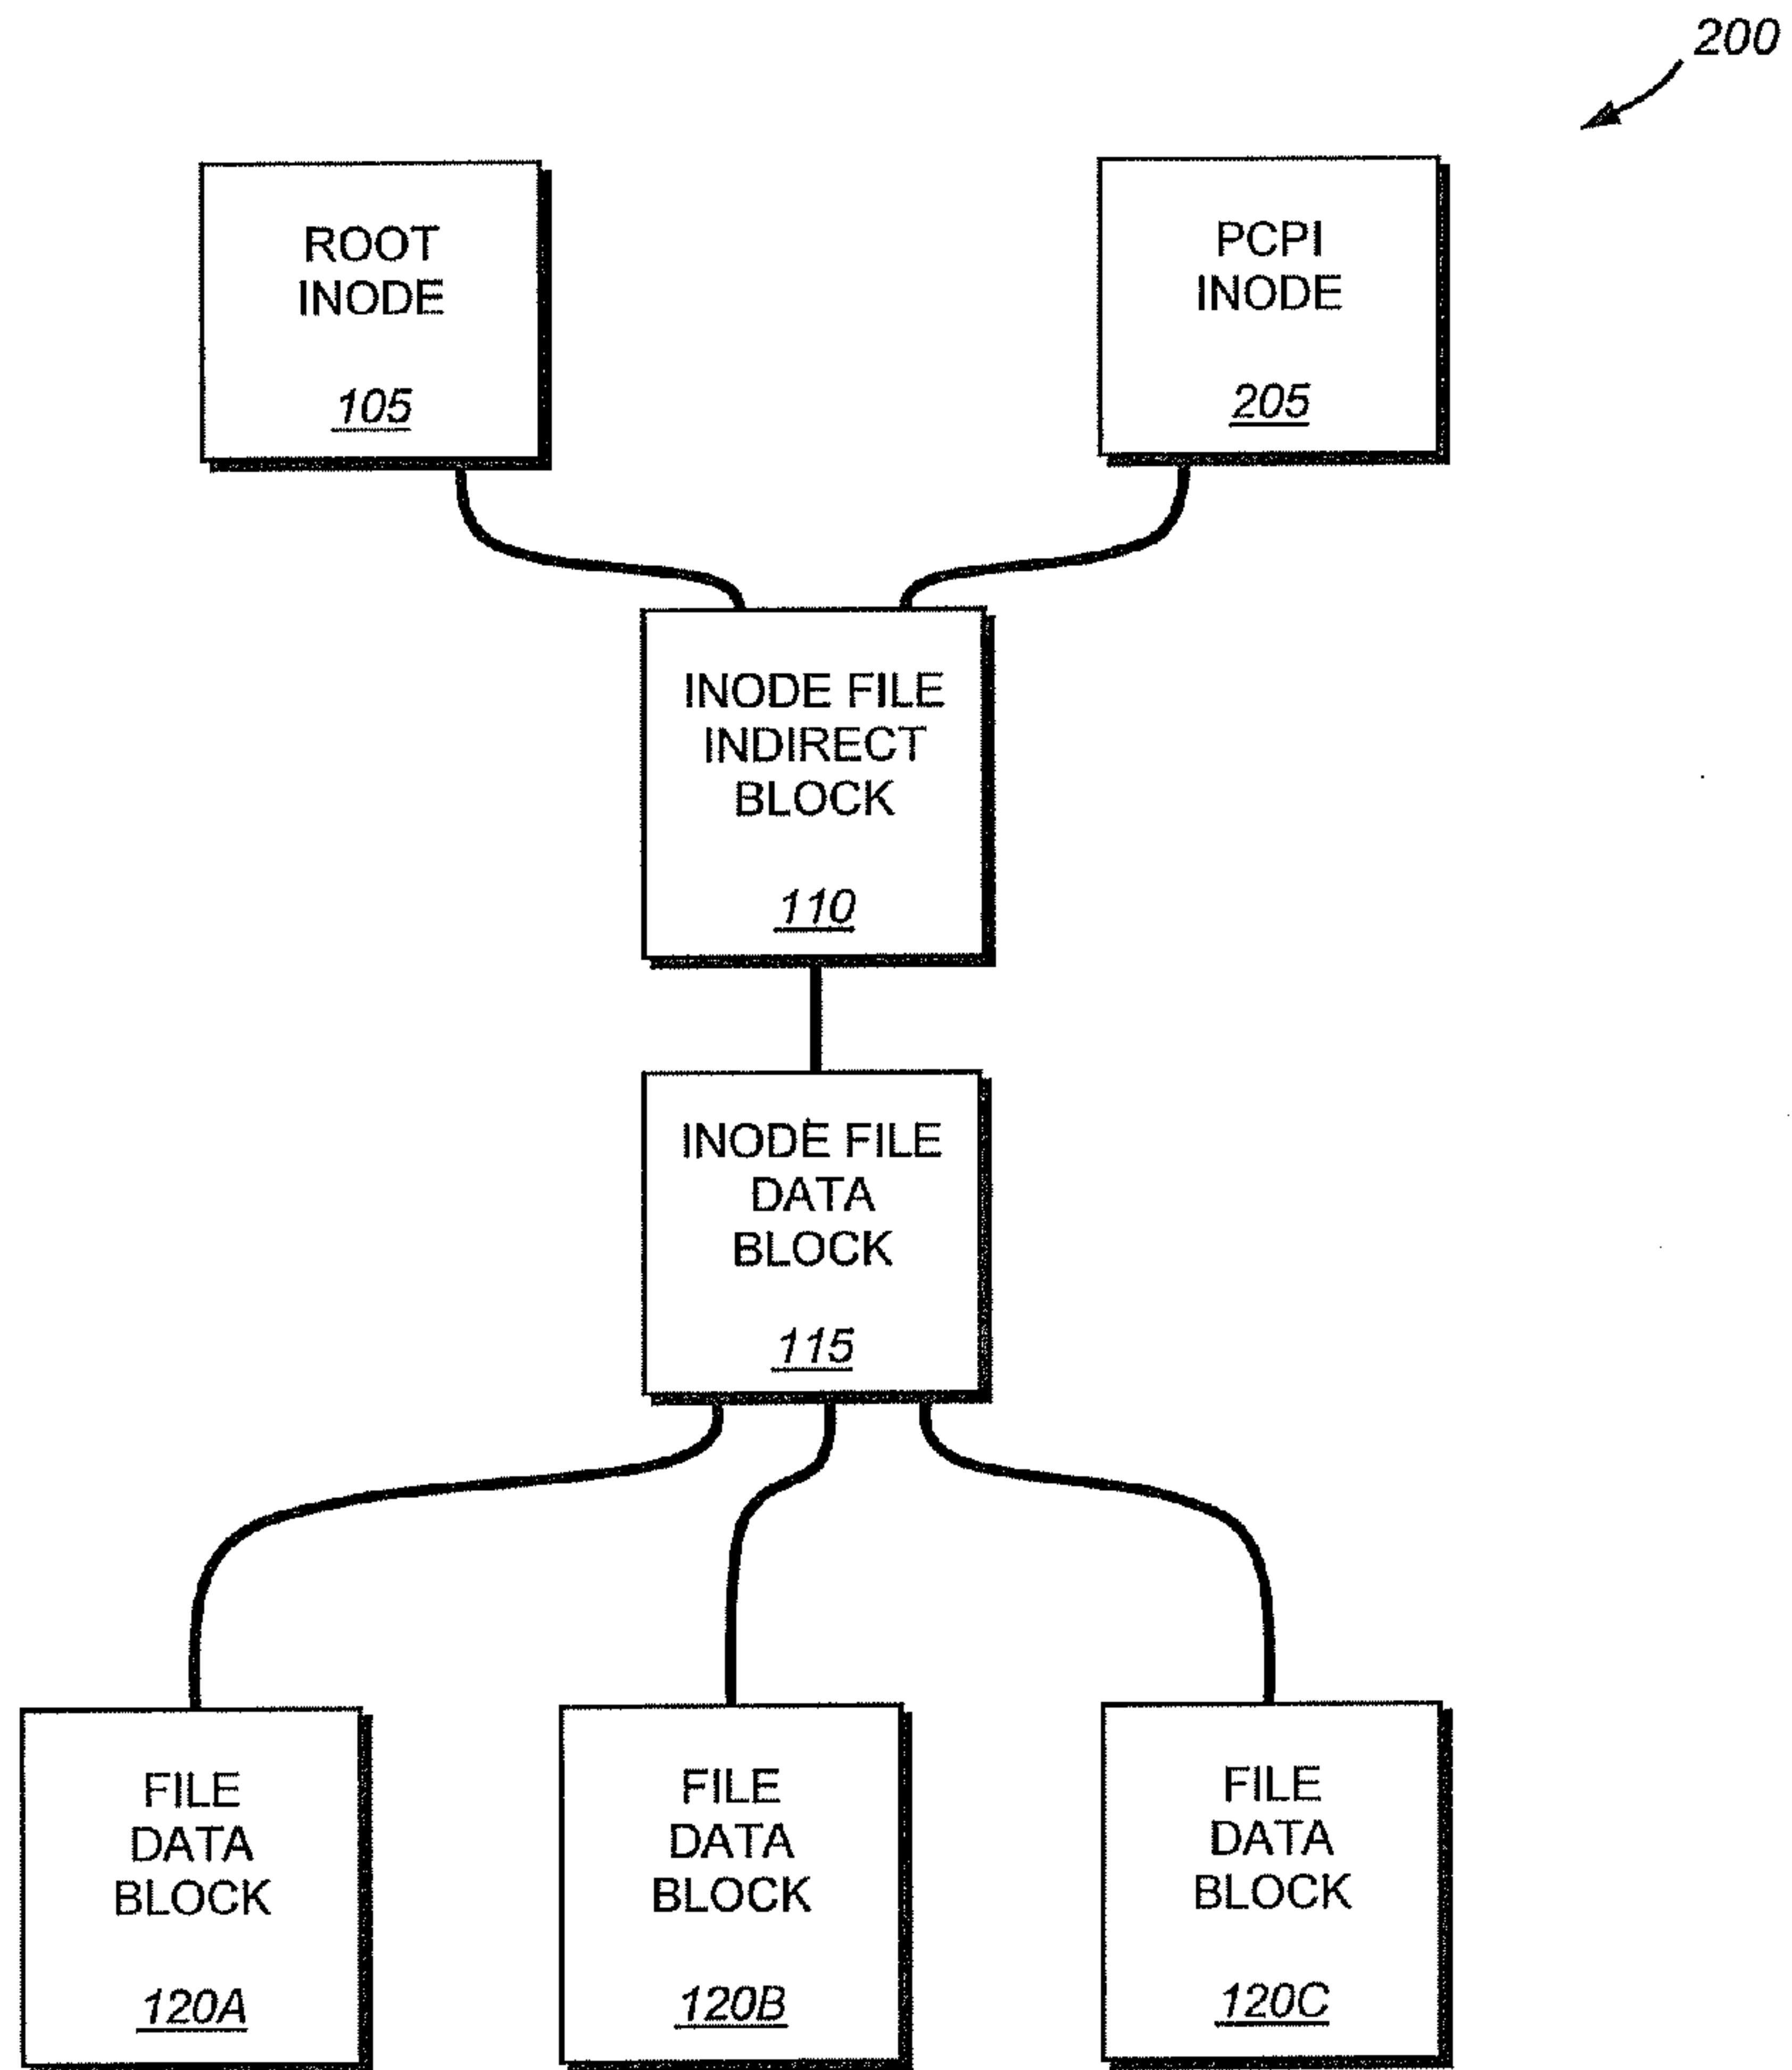 200
ROOT
INODE
105
PCPI
INODE
205
INODE FILE
INDIRECT
BLOCK
110
INODE FILE
DATA
BLOCK
115
FILE
DATA
BLOCK
120A
FILE
DATA
BLOCK
120B
FILE
DATA
BLOCK
120C